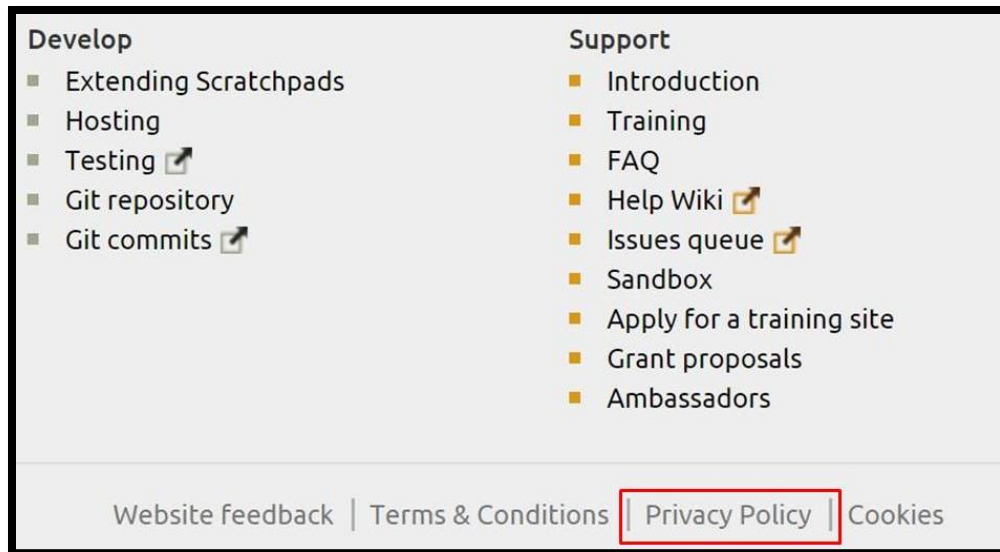 Develop
Extending Scratchpads
Hosting
Testing
Git repository
Git commits
Support
Introduction
Training
FAQ
Help Wiki
Issues queue
Sandbox
Apply for a training site
Grant proposals
Ambassadors
Website feedback | Terms & Conditions | Privacy Policy | Cookies